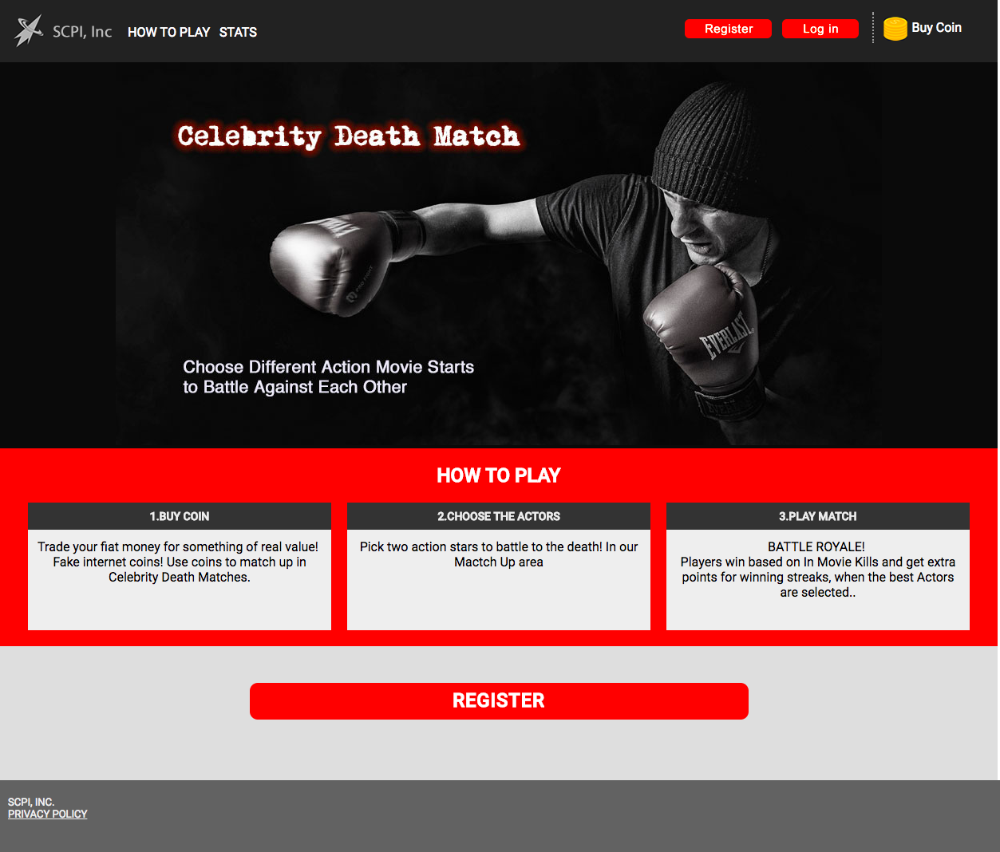 SCPI, Inc HOW TO PLAY STATS Register Log in Buy Coin
Celebrity Death Match
PRO FIGHT
EVERLAST
Choose Different Action Movie Starts
to Battle Against Each Other
HOW TO PLAY
1.BUY COIN
Trade your fiat money for something of real value!
Fake internet coins! Use coins to match up in
Celebrity Death Matches.
2.CHOOSE THE ACTORS
Pick two action stars to battle to the death! In our
Mactch Up area
3.PLAY MATCH
BATTLE ROYALE!
Players win based on In Movie Kills and get extra
points for winning streaks, when the best Actors
are selected..
REGISTER
SCPI, INC.
PRIVACY POLICY